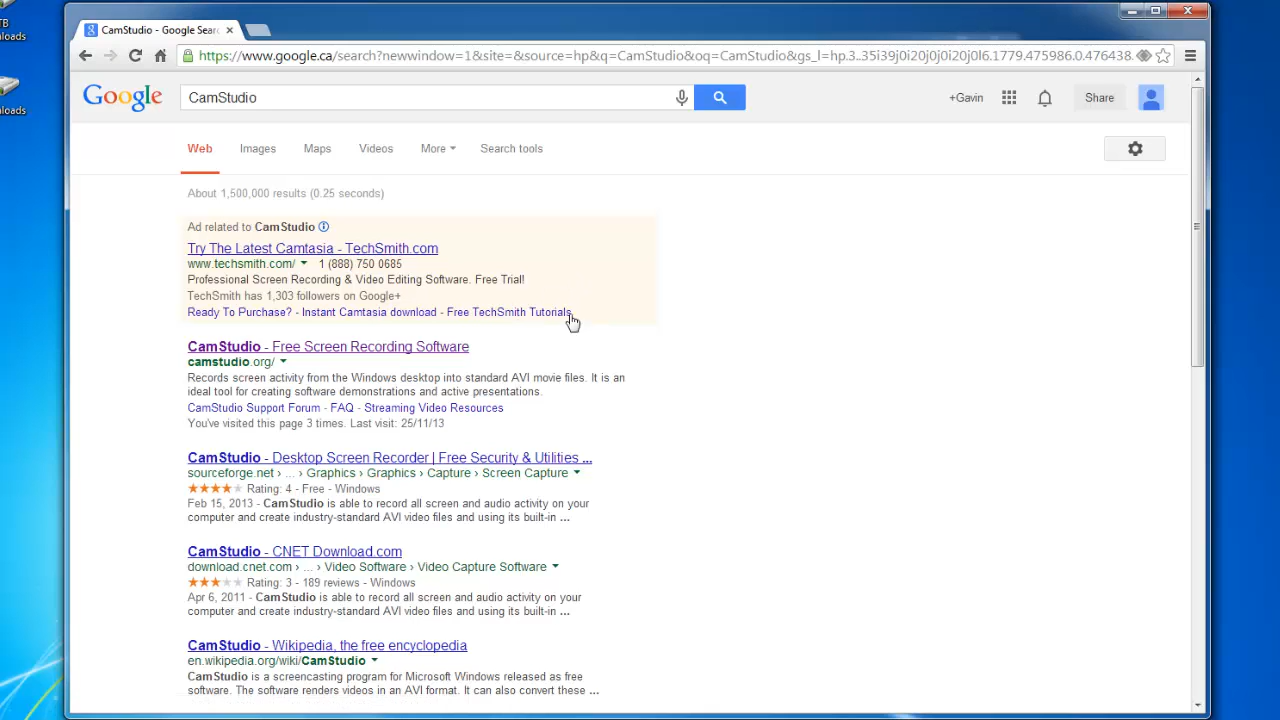 TB
nloads
nloads
CamStudio - Google Sear
https://www.google.ca/search?newwindow=1&site=&source=hp&q=CamStudio&oq=CamStudio&gs_l=hp.3..35i39j0i20j0j0i20j0l6.1779.475986.0.476438.
Google
CamStudio
+Gavin
Share
Web Images Maps Videos More Search tools
About 1,500,000 results (0.25 seconds)
Ad related to CamStudio
Try The Latest Camtasia - TechSmith.com
www.techsmith.com/ 1 (888) 750 0685
Professional Screen Recording & Video Editing Software. Free Trial!
TechSmith has 1,303 followers on Google+
Ready To Purchase? - Instant Camtasia download - Free TechSmith Tutorials
CamStudio - Free Screen Recording Software
camstudio.org/
Records screen activity from the Windows desktop into standard AVI movie files. It is an
ideal tool for creating software demonstrations and active presentations.
CamStudio Support Forum - FAQ - Streaming Video Resources
You've visited this page 3 times. Last visit: 25/11/13
CamStudio - Desktop Screen Recorder | Free Security & Utilities ...
sourceforge.net › ... › Graphics › Graphics › Capture › Screen Capture
Rating: 4 - Free - Windows
Feb 15, 2013 - CamStudio is able to record all screen and audio activity on your
computer and create industry-standard AVI video files and using its built-in ...
CamStudio - CNET Download.com
download.cnet.com › ... › Video Software › Video Capture Software
Rating: 3 - 189 reviews - Windows
Apr 6, 2011 - CamStudio is able to record all screen and audio activity on your
computer and create industry-standard AVI video files and using its built-in ...
CamStudio - Wikipedia, the free encyclopedia
en.wikipedia.org/wiki/CamStudio
CamStudio is a screencasting program for Microsoft Windows released as free
software. The software renders videos in an AVI format. It can also convert these ...